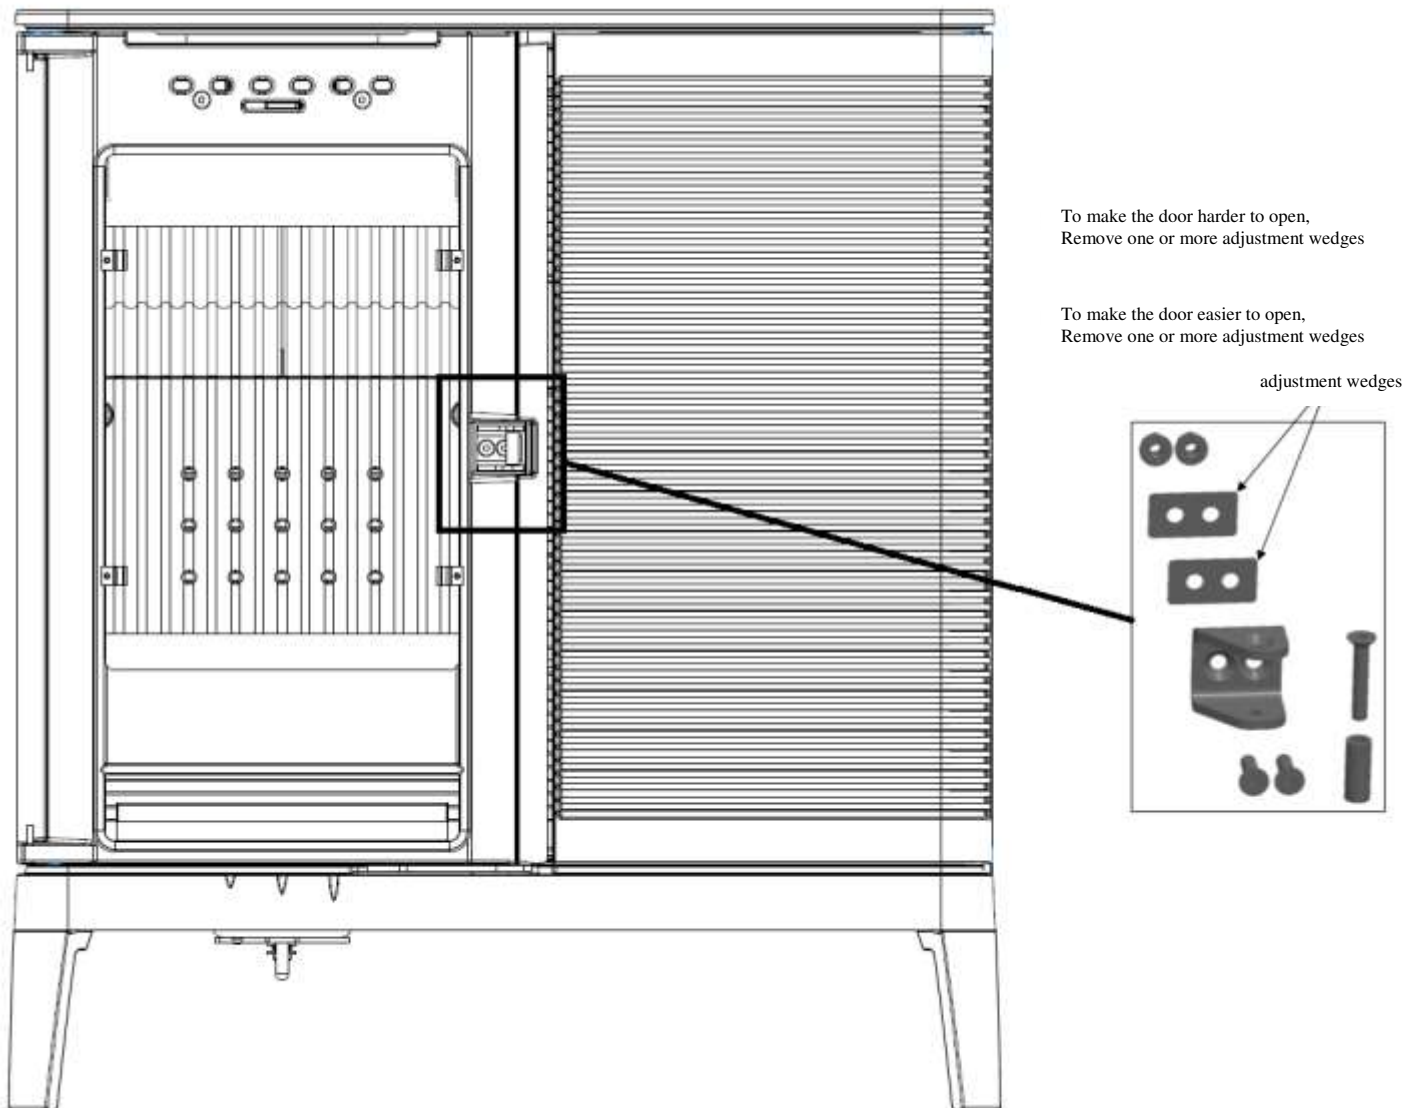 To make the door harder to open,
Remove one or more adjustment wedges
To make the door easier to open,
Remove one or more adjustment wedges
adjustment wedges